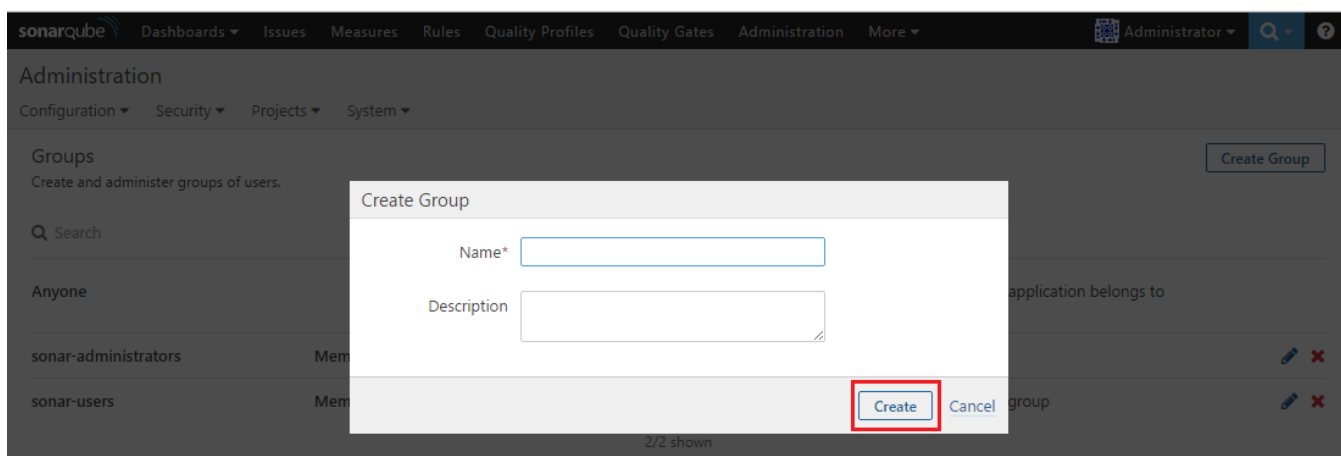 sonarqube Dashboards Issues Measures Rules Quality Profiles Quality Gates Administration More Administrator
Administration
Configuration Security Projects System
Groups
Create Group
Create and administer groups of users.
Create Group
Search
Name*
Anyone
application belongs to
Description
sonar-administrators Mem
sonar-users Mem
group
Create Cancel
2/2 shown